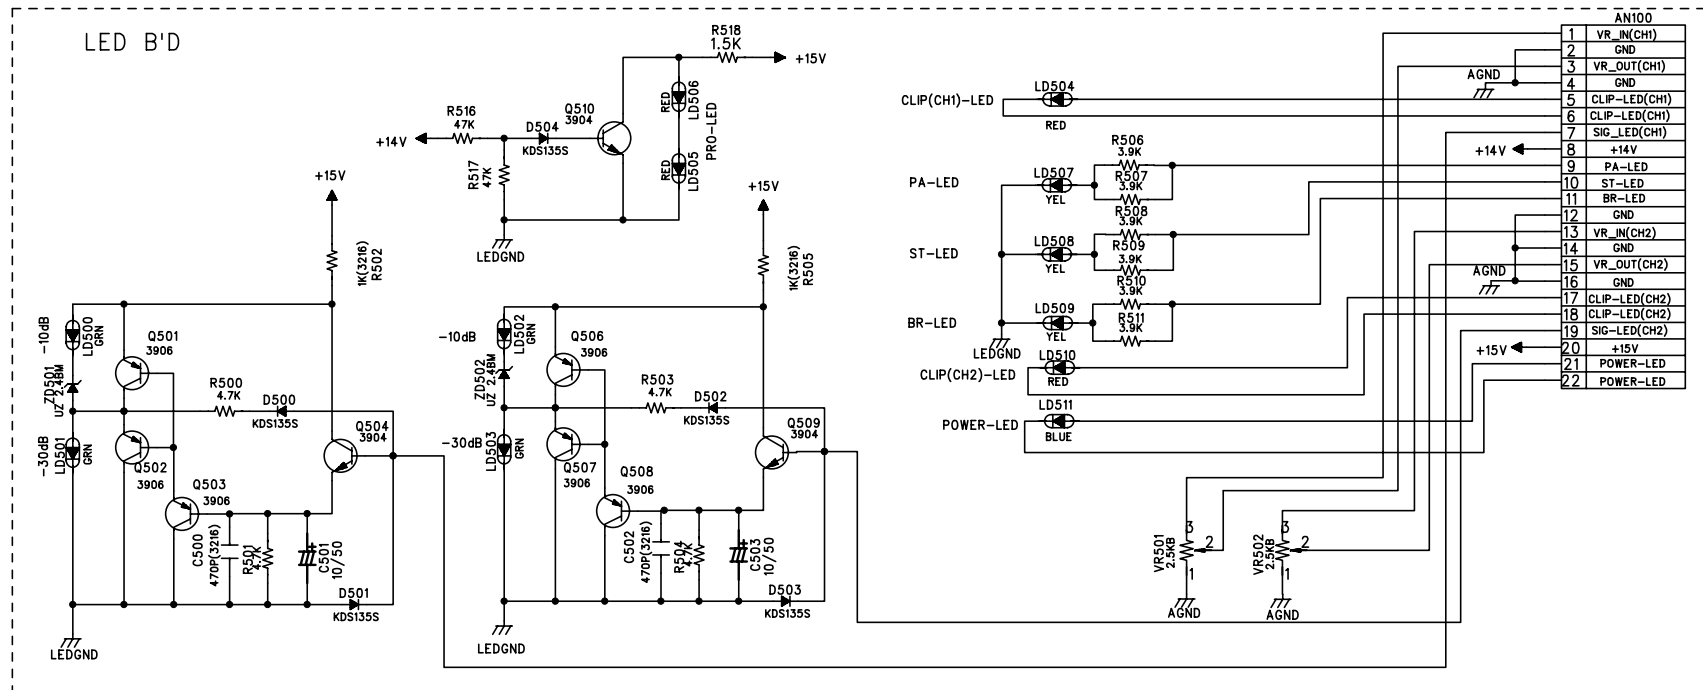 LED B'D
R518
1.5K
+15V
RED
LD506
PRO-LED
RED
LD505
R516
47K
+14V
R517
47K
D504
KDS135S
Q510
3904
LEDGND
+15V
1K(3216)
R502
-10dB
LD500
GRN
ZD501
UZ 2.4BM
-30dB
LD501
GRN
Q501
3906
Q502
3906
Q503
3906
R500
4.7K
D500
KDS135S
Q504
3904
C500
470P(3216)
R501
4.7K
C501
10/50
D501
KDS135S
LEDGND
+15V
1K(3216)
R505
-10dB
LD502
GRN
ZD502
UZ 2.4BM
-30dB
LD503
GRN
Q506
3906
Q507
3906
Q508
3906
R503
4.7K
D502
KDS135S
Q509
3904
C502
470P(3216)
R504
4.7K
C503
10/50
D503
KDS135S
LEDGND
CLIP(CH1)-LED
LD504
RED
PA-LED
LD507
YEL
R506
3.9K
R507
3.9K
ST-LED
LD508
YEL
R508
3.9K
R509
3.9K
BR-LED
LD509
YEL
R510
3.9K
R511
3.9K
LEDGND
CLIP(CH2)-LED
LD510
RED
POWER-LED
LD511
BLUE
VR501
2.5KB
3
2
1
AGND
VR502
2.5KB
3
2
1
AGND
AGND
+14V
AGND
+15V
AN100
1 VR_IN(CH1)
2 GND
3 VR_OUT(CH1)
4 GND
5 CLIP-LED(CH1)
6 CLIP-LED(CH1)
7 SIG_LED(CH1)
8 +14V
9 PA-LED
10 ST-LED
11 BR-LED
12 GND
13 VR_IN(CH2)
14 GND
15 VR_OUT(CH2)
16 GND
17 CLIP-LED(CH2)
18 CLIP-LED(CH2)
19 SIG-LED(CH2)
20 +15V
21 POWER-LED
22 POWER-LED